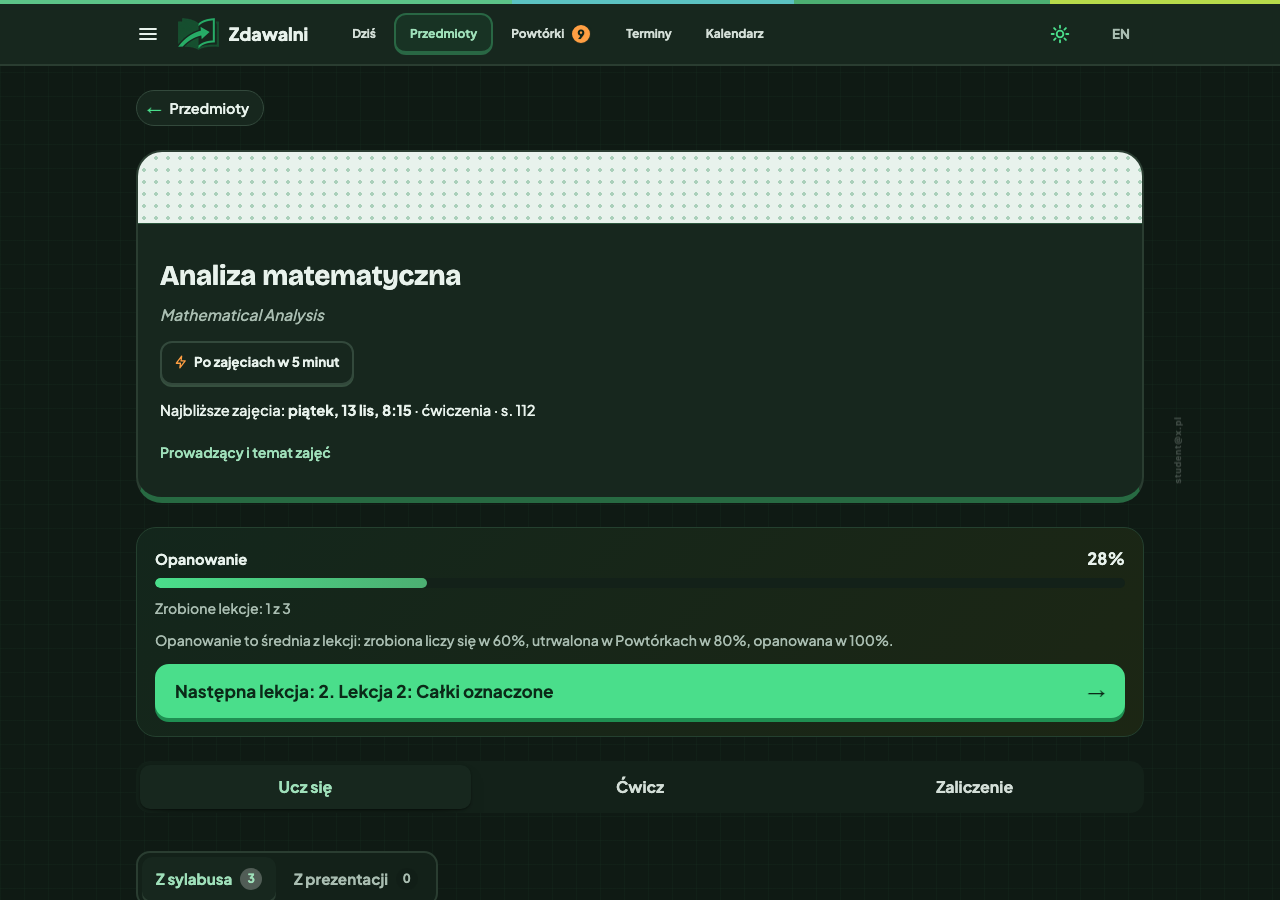 Zdawalni
Dziś
Przedmioty
Powtórki 9
Terminy
Kalendarz
EN
← Przedmioty
Analiza matematyczna
Mathematical Analysis
Po zajęciach w 5 minut
Najbliższe zajęcia: piątek, 13 lis, 8:15 · ćwiczenia · s. 112
Prowadzący i temat zajęć
student@x.pl
Opanowanie
28%
Zrobione lekcje: 1 z 3
Opanowanie to średnia z lekcji: zrobiona liczy się w 60%, utrwalona w Powtórkach w 80%, opanowana w 100%.
Następna lekcja: 2. Lekcja 2: Całki oznaczone →
Ucz się
Ćwicz
Zaliczenie
Z sylabusa 3
Z prezentacji 0